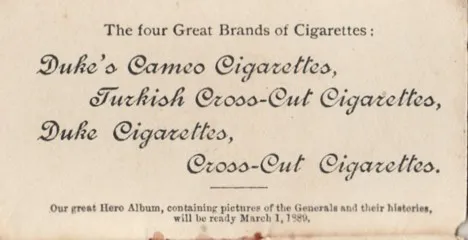 The four Great Brands of Cigarettes:
Duke's Cameo Cigarettes,
Turkish Cross-Cut Cigarettes,
Duke Cigarettes,
Cross-Cut Cigarettes.
Our great Hero Album, containing pictures of the Generals and their histories,
will be ready March 1, 1889.